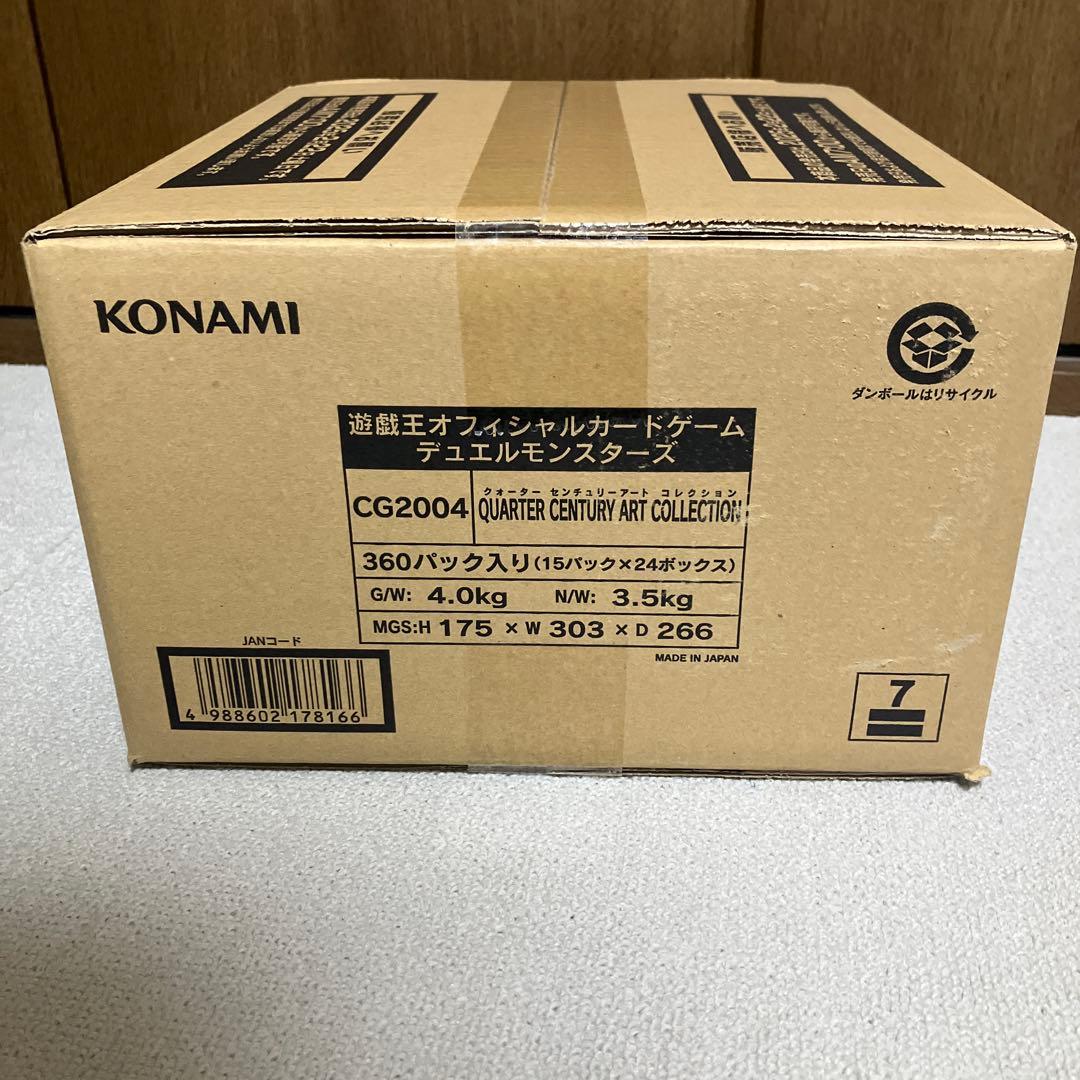 KONAMI
ダンボールはリサイクル
遊戯王オフィシャルカードゲーム
デュエルモンスターズ
CG2004
クォーター センチュリーアート コレクション
QUARTER CENTURY ART COLLECTION
360パック入り(15パック×24ボックス)
G/W: 4.0kg N/W: 3.5kg
MGS:H 175 × W 303 × D 266
MADE IN JAPAN
JANコード
4 988602 178166
7